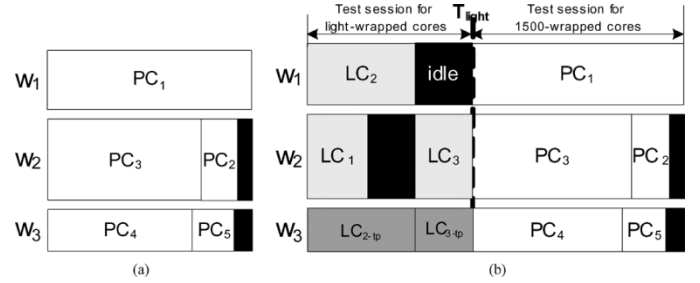 Test session for
light-wrapped cores
T_light
Test session for
1500-wrapped cores
W1 PC1
W2 PC3 PC2
W3 PC4 PC5
(a)
W1 LC2 idle PC1
W2 LC1 LC3 PC3 PC2
W3 LC2-tp LC3-tp PC4 PC5
(b)